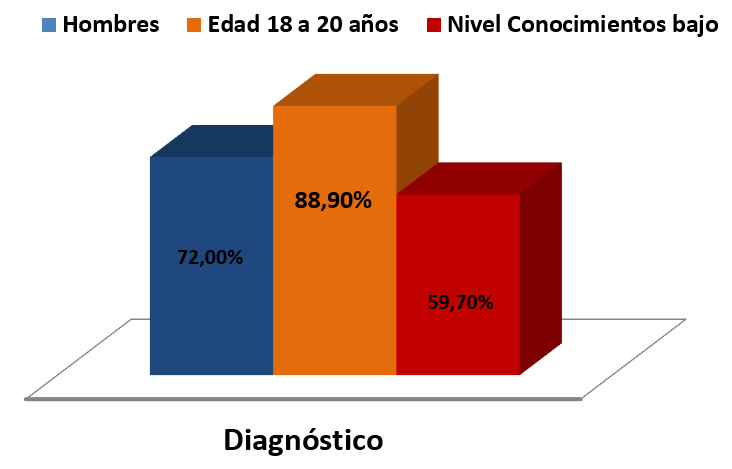 Hombres Edad 18 a 20 años Nivel Conocimientos bajo
88,90%
72,00%
59,70%
Diagnóstico